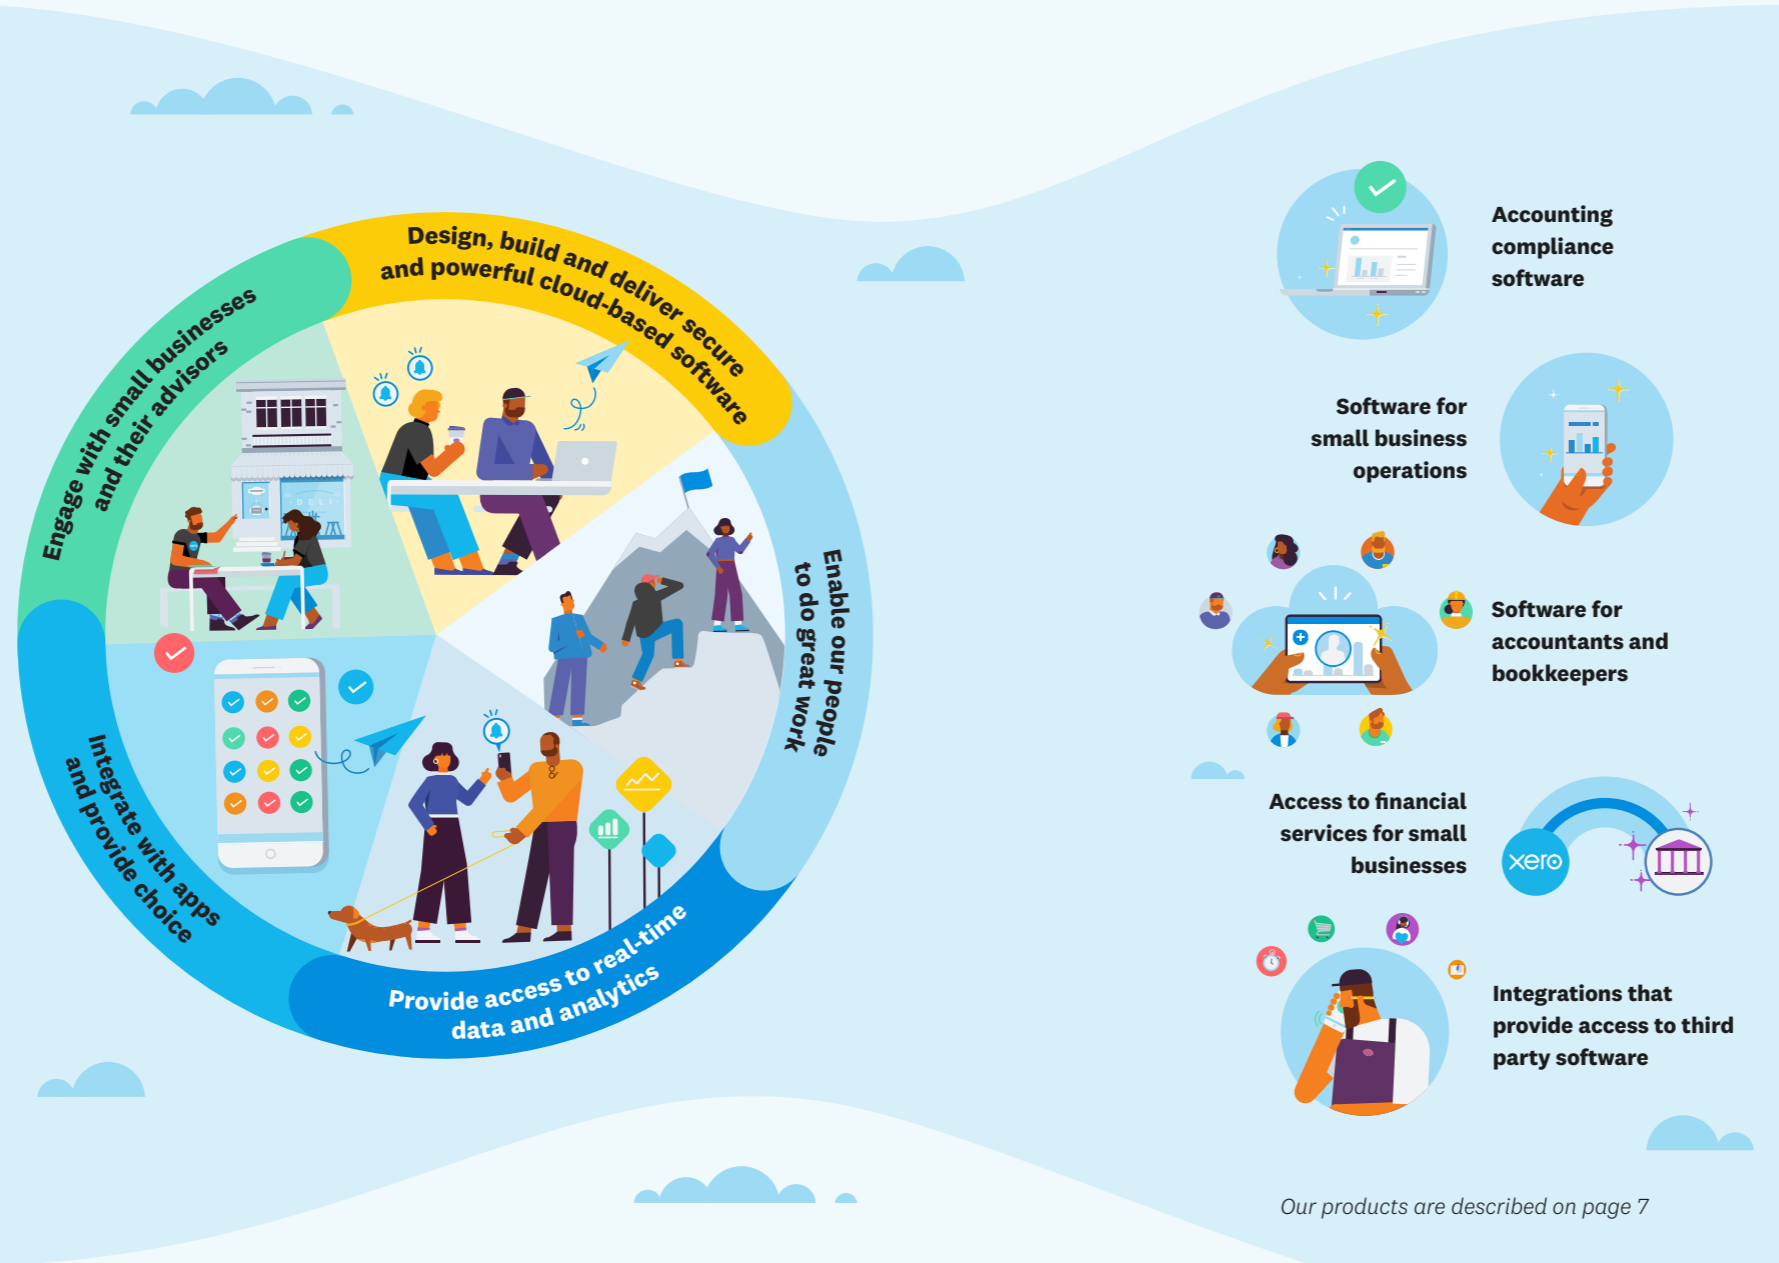 Design, build and deliver secure
and powerful cloud-based software
Enable our people
to do great work
Provide access to real-time
data and analytics
Integrate with apps
and provide choice
Engage with small businesses
and their advisors
DELI
Accounting
compliance
software
Software for
small business
operations
Software for
accountants and
bookkeepers
Access to financial
services for small
businesses
xero
Integrations that
provide access to third
party software
Our products are described on page 7